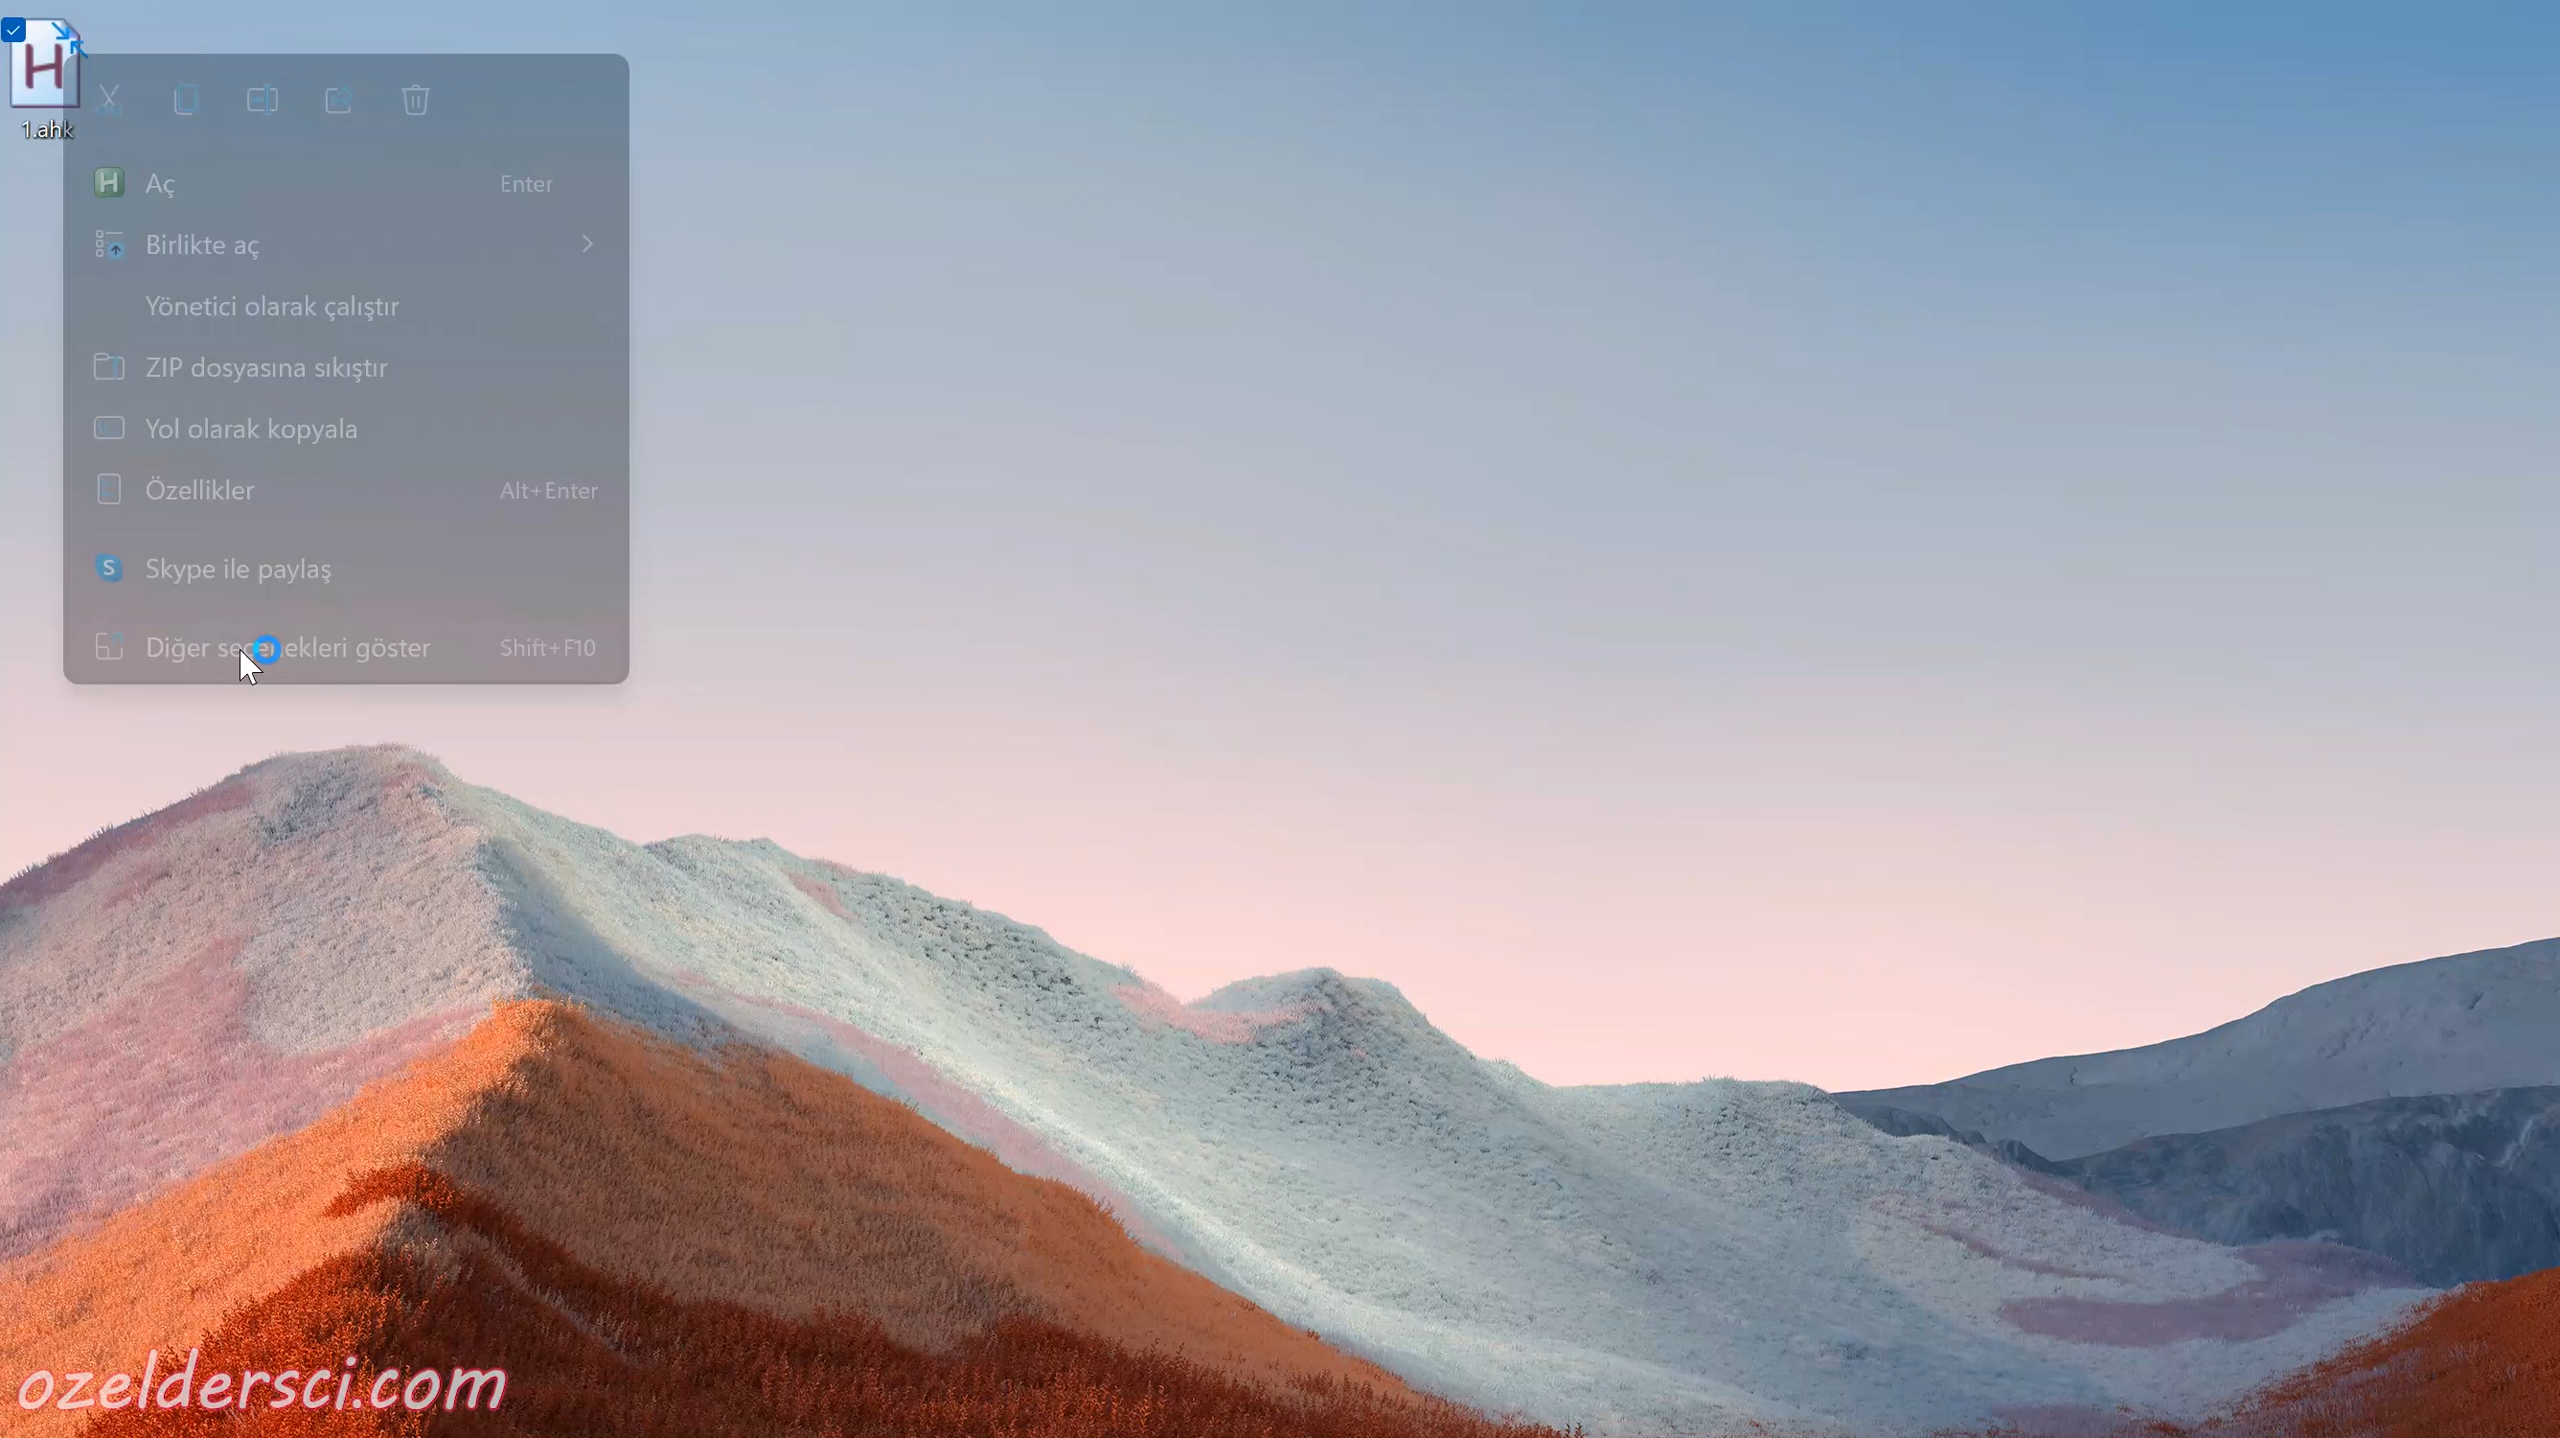 H
1.ahk
H Aç Enter
Birlikte aç
Yönetici olarak çalıştır
ZIP dosyasına sıkıştır
Yol olarak kopyala
Özellikler Alt+Enter
S Skype ile paylaş
Diğer seçenekleri göster Shift+F10
ozeldersci.com